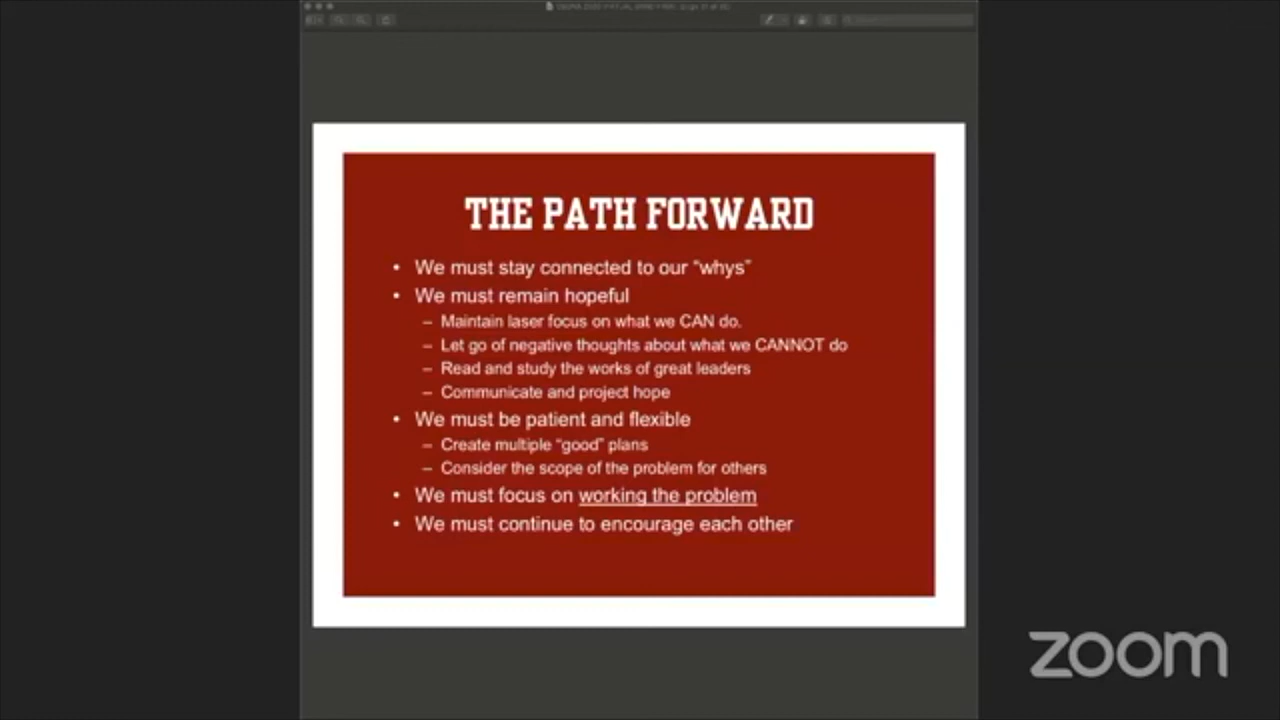 THE PATH FORWARD
• We must stay connected to our “whys”
• We must remain hopeful
– Maintain laser focus on what we CAN do.
– Let go of negative thoughts about what we CANNOT do
– Read and study the works of great leaders
– Communicate and project hope
• We must be patient and flexible
– Create multiple “good” plans
– Consider the scope of the problem for others
• We must focus on working the problem
• We must continue to encourage each other
zoom